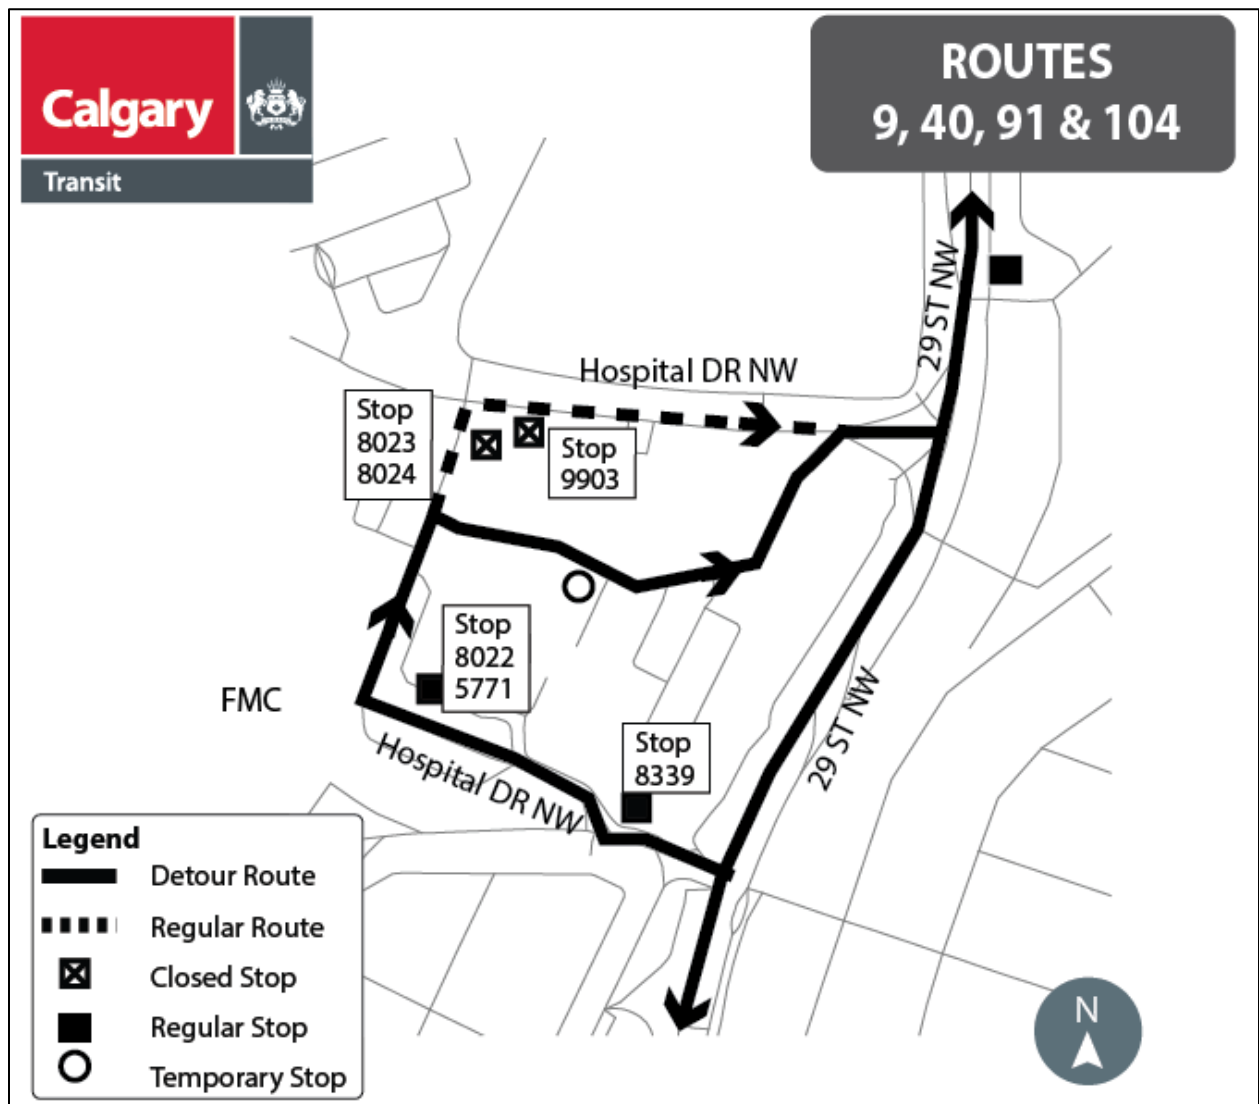 Calgary
Transit
ROUTES
9, 40, 91 & 104
29 ST NW
Hospital DR NW
Stop
8023
8024
Stop
9903
Stop
8022
5771
FMC
Hospital DR NW
Stop
8339
29 ST NW
Legend
Detour Route
Regular Route
Closed Stop
Regular Stop
Temporary Stop
N